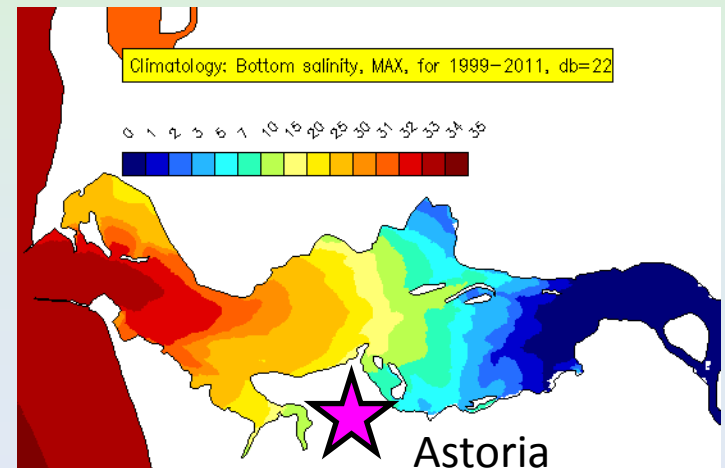 Climatology: Bottom salinity, MAX, for 1999-2011, db=22
0 1 2 3 5 7 10 15 20 25 30 31 32 33 34 35
Astoria